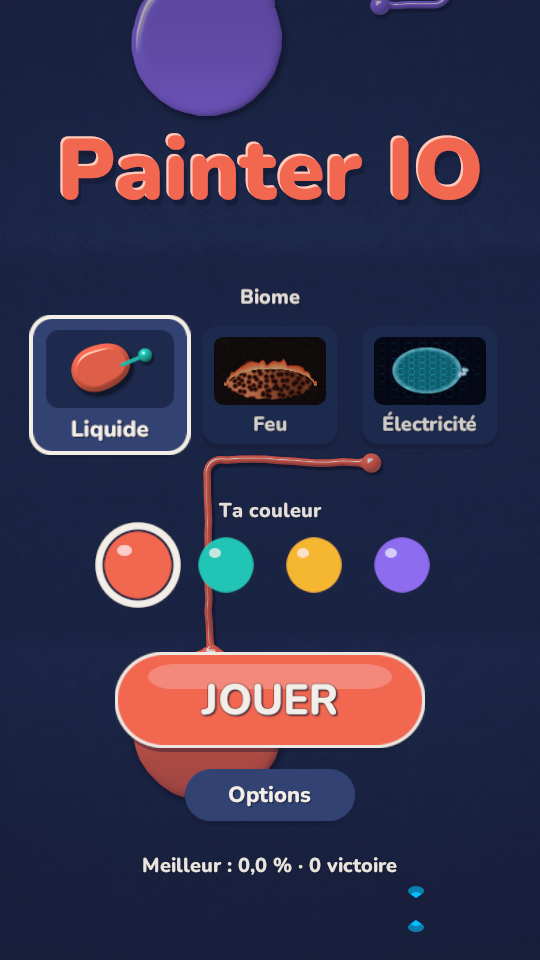 Painter IO
Biome
Liquide
Feu
Électricité
Ta couleur
JOUER
Options
Meilleur : 0,0 % · 0 victoire